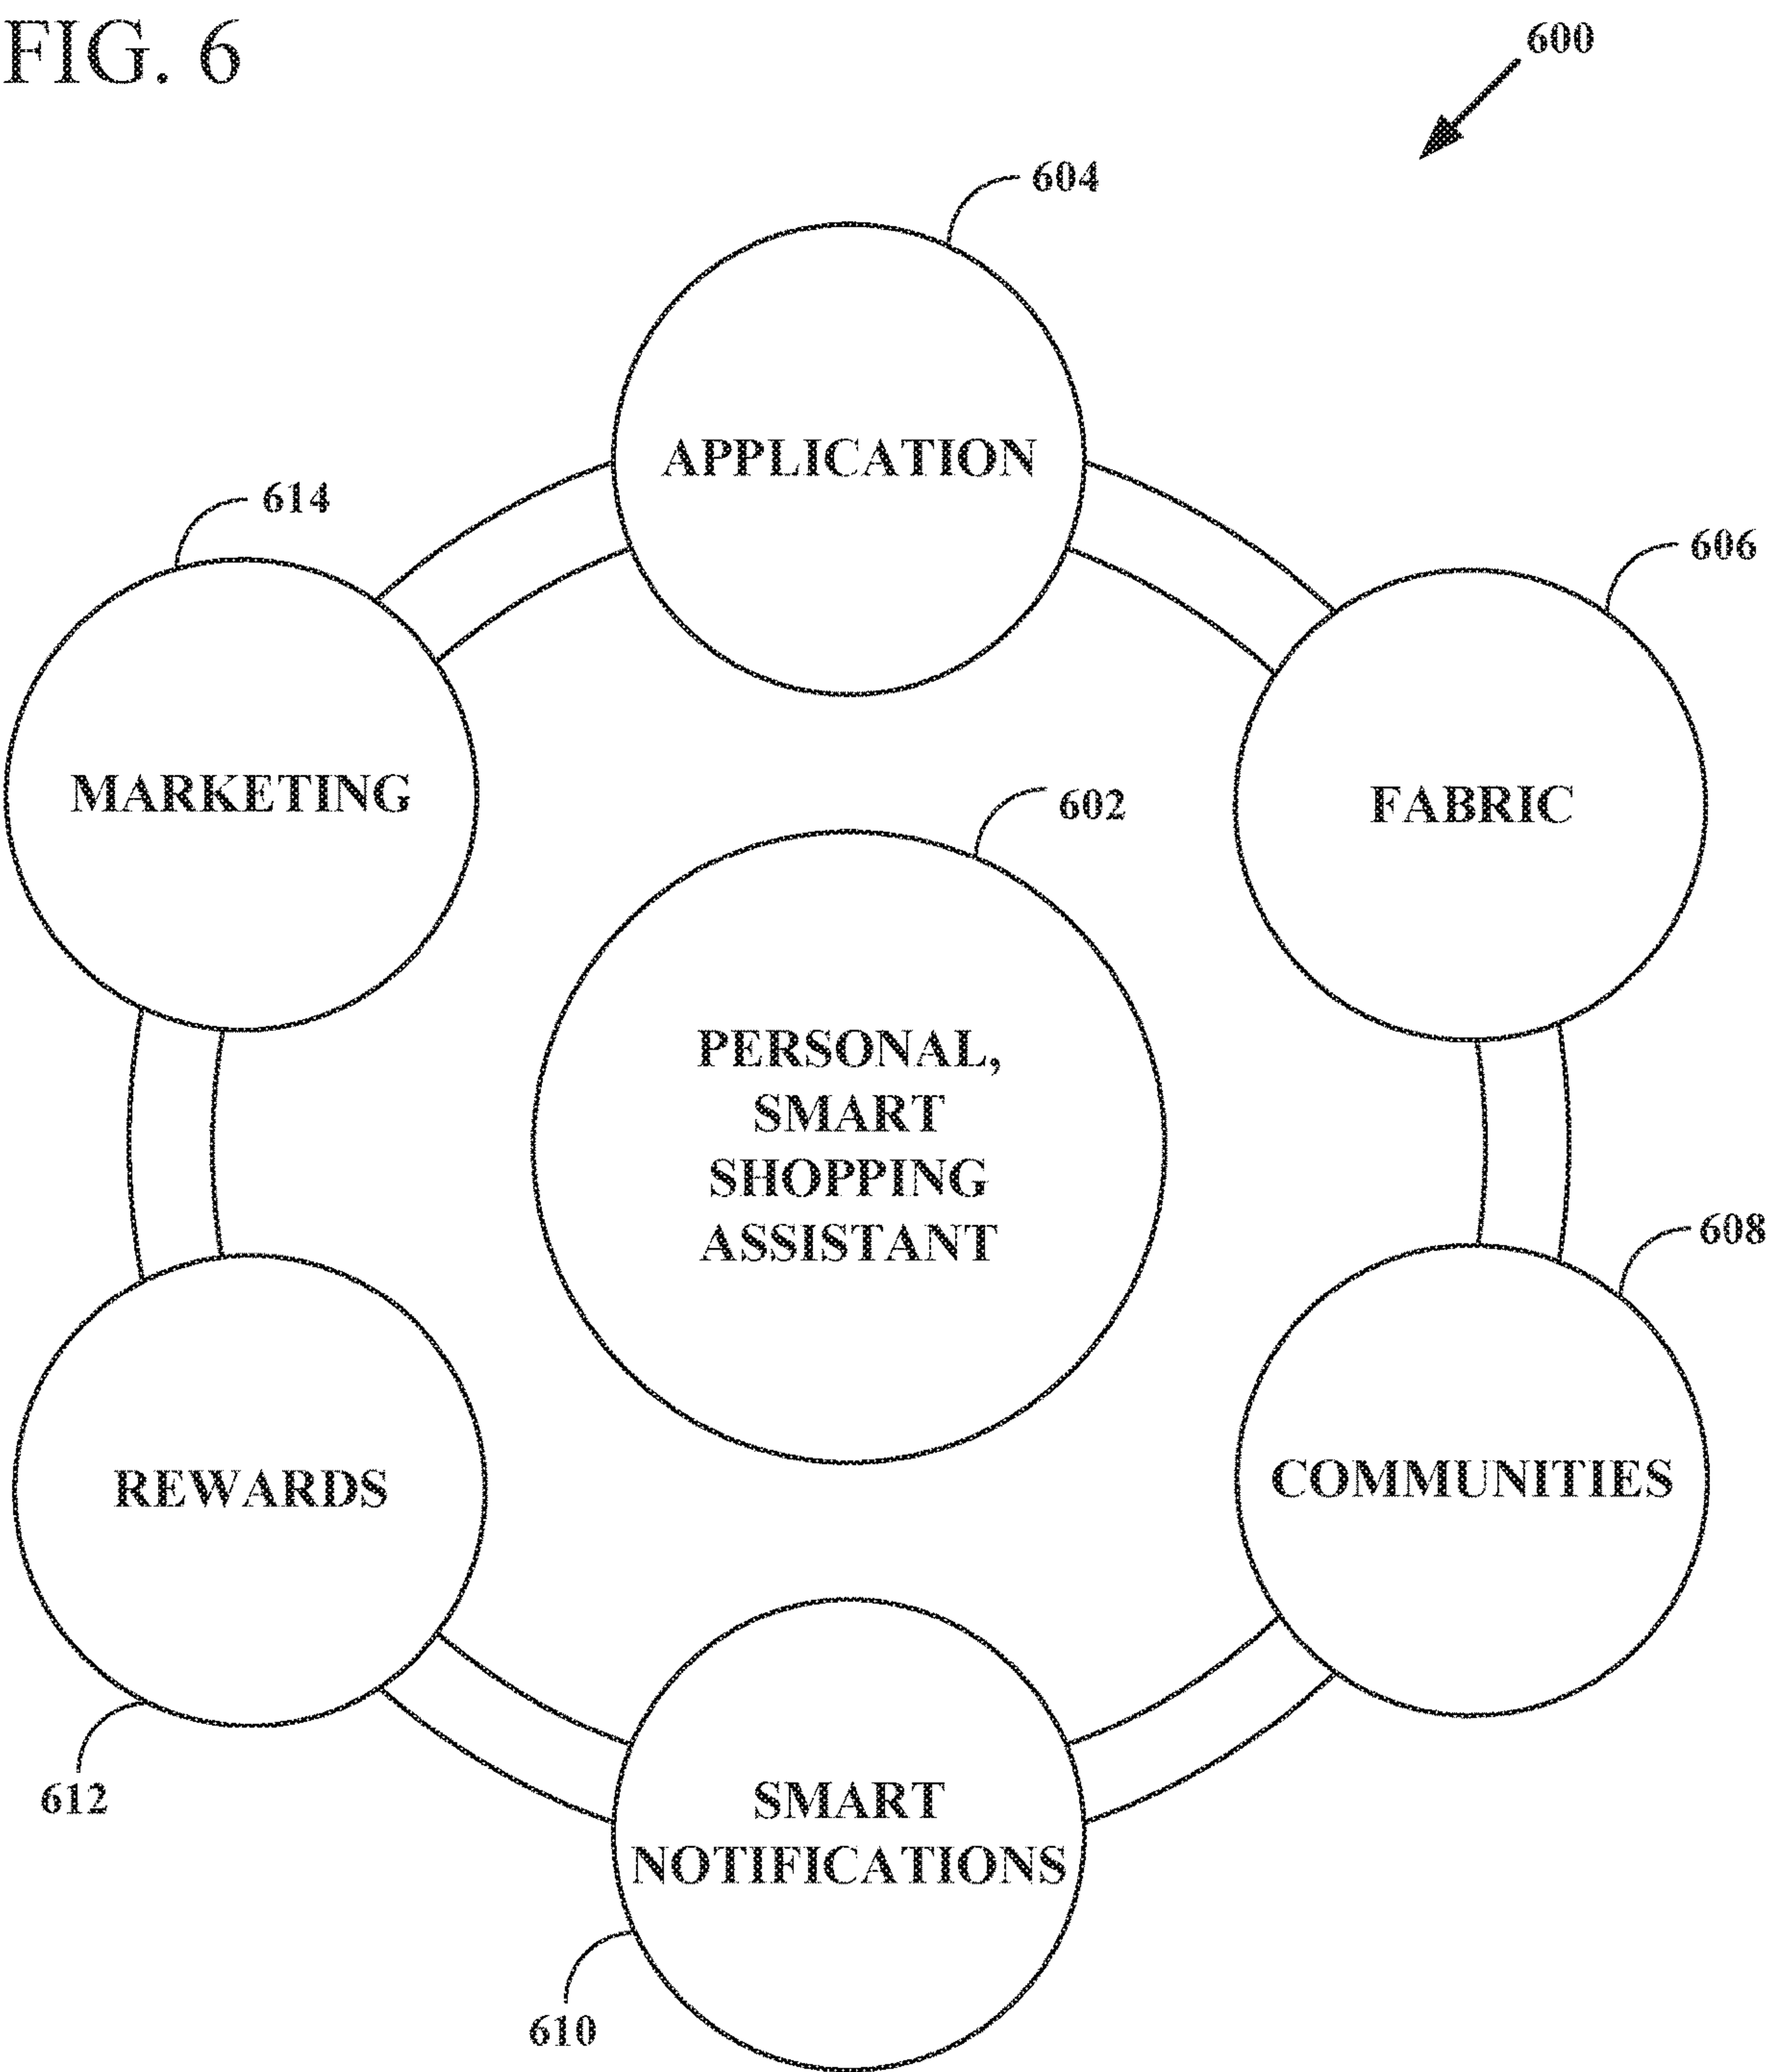 FIG. 6
600
604
APPLICATION
614
606
MARKETING
FABRIC
602
PERSONAL,
SMART
SHOPPING
ASSISTANT
608
REWARDS
COMMUNITIES
612
SMART
NOTIFICATIONS
610